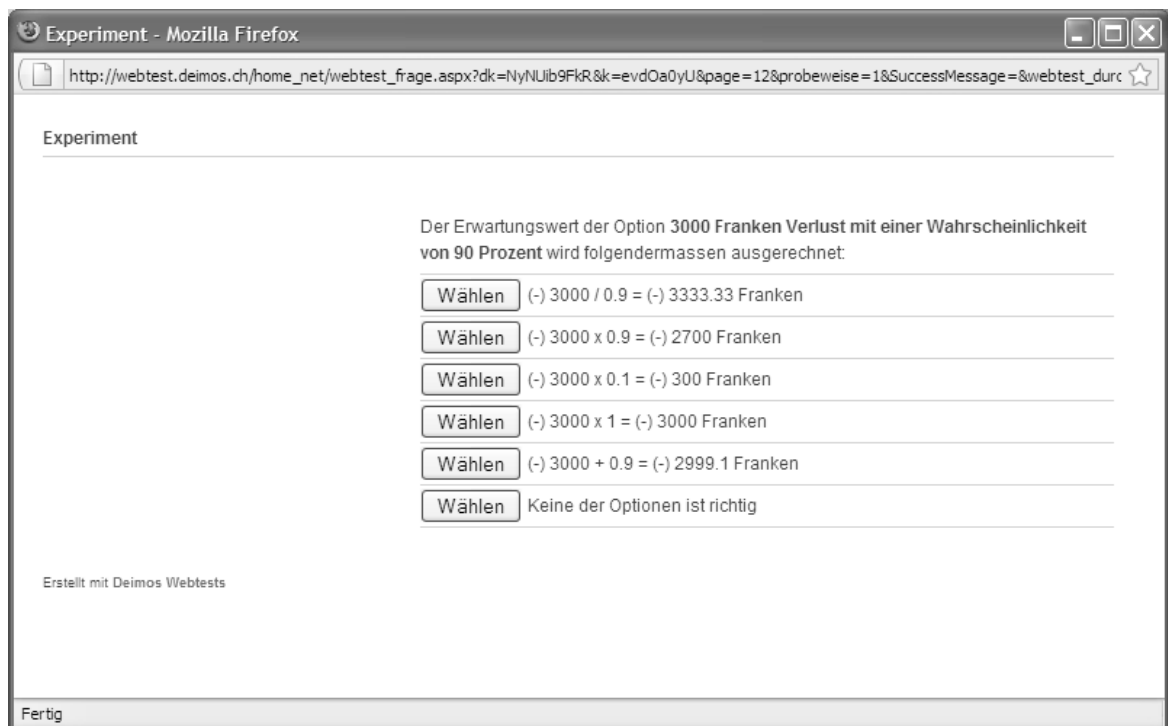 Experiment - Mozilla Firefox
http://webtest.deimos.ch/home_net/webtest_frage.aspx?dk=NyNUib9FkR&k=evdOa0yU&page=12&probeweise=1&SuccessMessage=&webtest_durc
Experiment
Der Erwartungswert der Option 3000 Franken Verlust mit einer Wahrscheinlichkeit
von 90 Prozent wird folgendermassen ausgerechnet:
Wählen (-) 3000 / 0.9 = (-) 3333.33 Franken
Wählen (-) 3000 x 0.9 = (-) 2700 Franken
Wählen (-) 3000 x 0.1 = (-) 300 Franken
Wählen (-) 3000 x 1 = (-) 3000 Franken
Wählen (-) 3000 + 0.9 = (-) 2999.1 Franken
Wählen Keine der Optionen ist richtig
Erstellt mit Deimos Webtests
Fertig